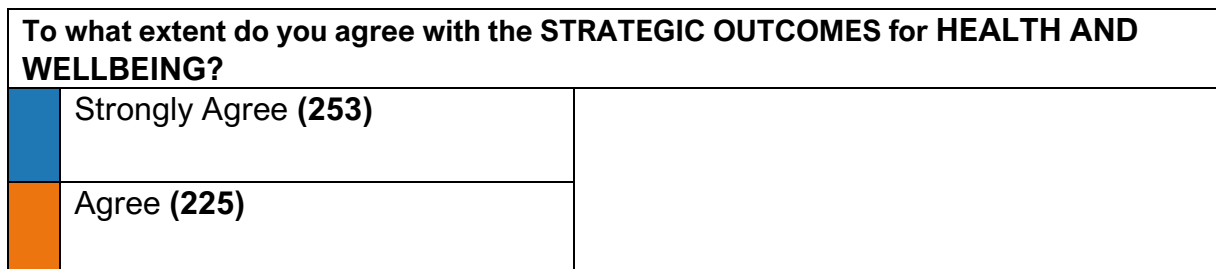 To what extent do you agree with the STRATEGIC OUTCOMES for HEALTH AND
WELLBEING?
Strongly Agree (253)
Agree (225)